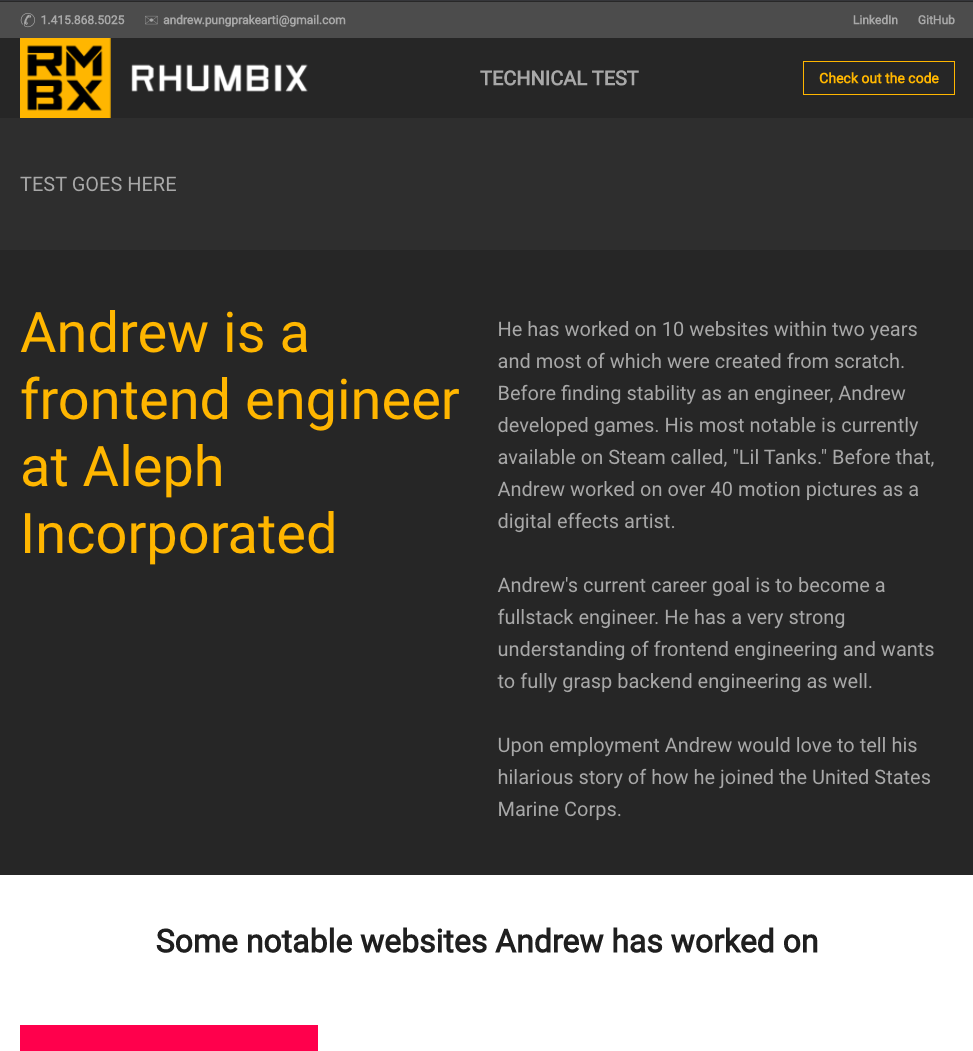 1.415.868.5025 andrew.pungprakearti@gmail.com LinkedIn GitHub
RM
BX
RHUMBIX
TECHNICAL TEST
Check out the code
TEST GOES HERE
Andrew is a
frontend engineer
at Aleph
Incorporated
He has worked on 10 websites within two years
and most of which were created from scratch.
Before finding stability as an engineer, Andrew
developed games. His most notable is currently
available on Steam called, "Lil Tanks." Before that,
Andrew worked on over 40 motion pictures as a
digital effects artist.
Andrew's current career goal is to become a
fullstack engineer. He has a very strong
understanding of frontend engineering and wants
to fully grasp backend engineering as well.
Upon employment Andrew would love to tell his
hilarious story of how he joined the United States
Marine Corps.
Some notable websites Andrew has worked on